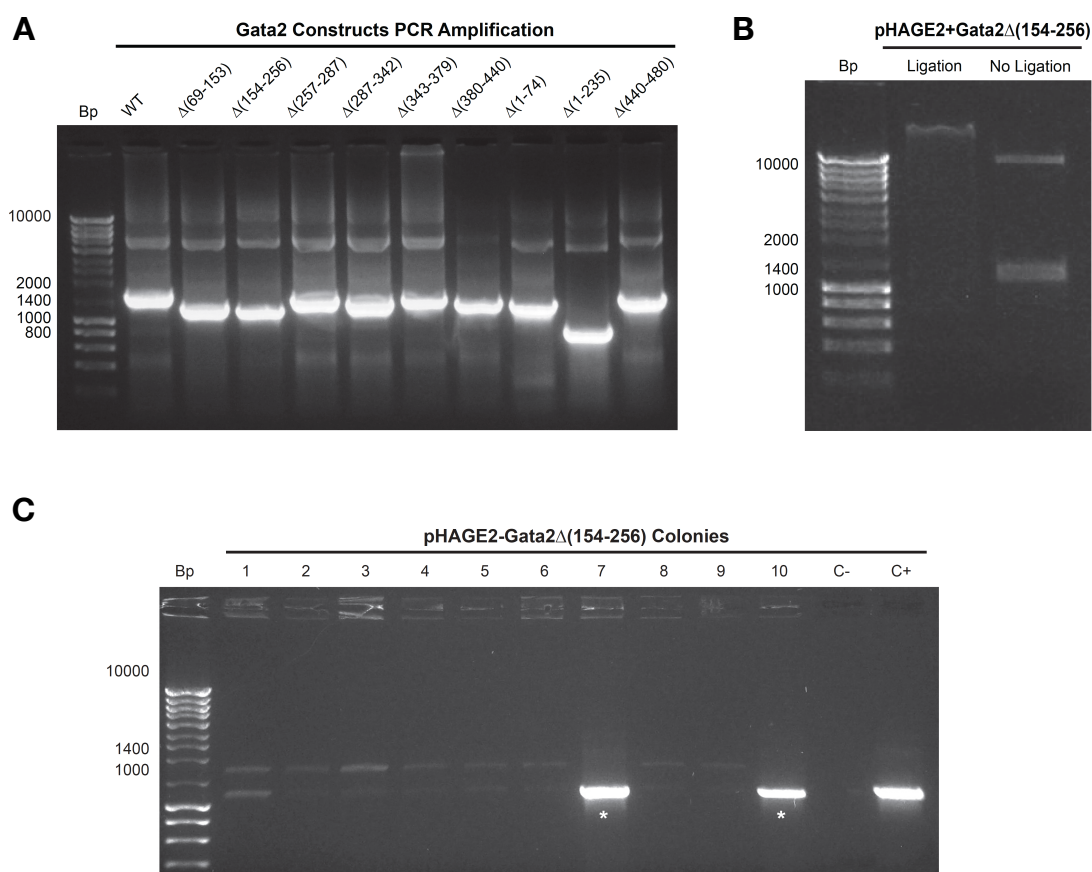 A
Gata2 Constructs PCR Amplification
Bp
WT
Δ(69-153)
Δ(154-256)
Δ(257-287)
Δ(287-342)
Δ(343-379)
Δ(380-440)
Δ(1-74)
Δ(1-235)
Δ(440-480)
10000
2000
1400
1000
800
B
pHAGE2+Gata2Δ(154-256)
Bp Ligation No Ligation
10000
2000
1400
1000
C
pHAGE2-Gata2Δ(154-256) Colonies
Bp 1 2 3 4 5 6 7 8 9 10 C- C+
10000
1400
1000
* *